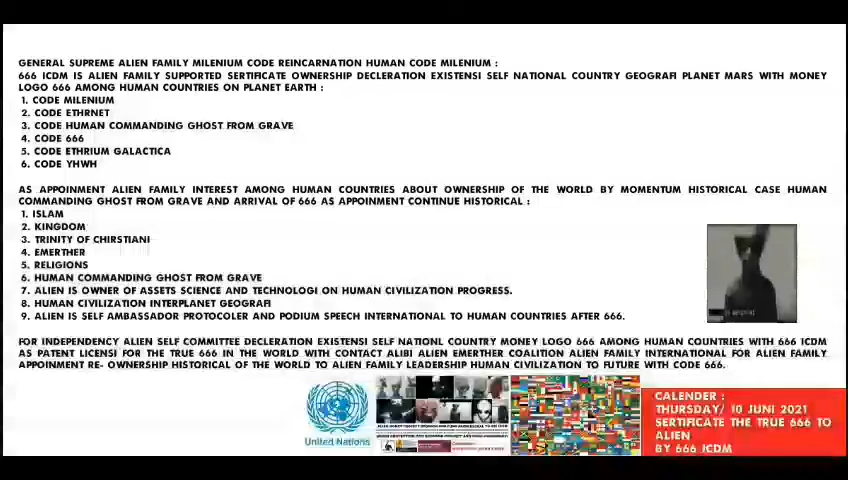 GENERAL SUPREME ALIEN FAMILY MILENIUM CODE REINCARNATION HUMAN CODE MILENIUM :
666 ICDM IS ALIEN FAMILY SUPPORTED SERTIFICATE OWNERSHIP DECLERATION EXISTENSI SELF NATIONAL COUNTRY GEOGRAFI PLANET MARS WITH MONEY
LOGO 666 AMONG HUMAN COUNTRIES ON PLANET EARTH :
1. CODE MILENIUM
2. CODE ETHRNET
3. CODE HUMAN COMMANDING GHOST FROM GRAVE
4. CODE 666
5. CODE ETHRIUM GALACTICA
6. CODE YHWH
AS APPOINMENT ALIEN FAMILY INTEREST AMONG HUMAN COUNTRIES ABOUT OWNERSHIP OF THE WORLD BY MOMENTUM HISTORICAL CASE HUMAN
COMMANDING GHOST FROM GRAVE AND ARRIVAL OF 666 AS APPOINMENT CONTINUE HISTORICAL :
1. ISLAM
2. KINGDOM
3. TRINITY OF CHIRSTIANI
4. EMERTHER
5. RELIGIONS
6. HUMAN COMMANDING GHOST FROM GRAVE
7. ALIEN IS OWNER OF ASSETS SCIENCE AND TECHNOLOGI ON HUMAN CIVILIZATION PROGRESS.
8. HUMAN CIVILIZATION INTERPLANET GEOGRAFI
9. ALIEN IS SELF AMBASSADOR PROTOCOLER AND PODIUM SPEECH INTERNATIONAL TO HUMAN COUNTRIES AFTER 666.
FOR INDEPENDENCY ALIEN SELF COMMITTEE DECLERATION EXISTENSI SELF NATIONL COUNTRY MONEY LOGO 666 AMONG HUMAN COUNTRIES WITH 666 ICDM
AS PATENT LICENSI FOR THE TRUE 666 IN THE WORLD WITH CONTACT ALIBI ALIEN EMERTHER COALITION ALIEN FAMILY INTERNATIONAL FOR ALIEN FAMILY
APPOINMENT RE- OWNERSHIP HISTORICAL OF THE WORLD TO ALIEN FAMILY LEADERSHIP HUMAN CIVILIZATION TO FUTURE WITH CODE 666.
United Nations
CALENDER :
THURSDAY/ 10 JUNI 2021
SERTIFICATE THE TRUE 666 TO
ALIEN
BY 666 ICDM